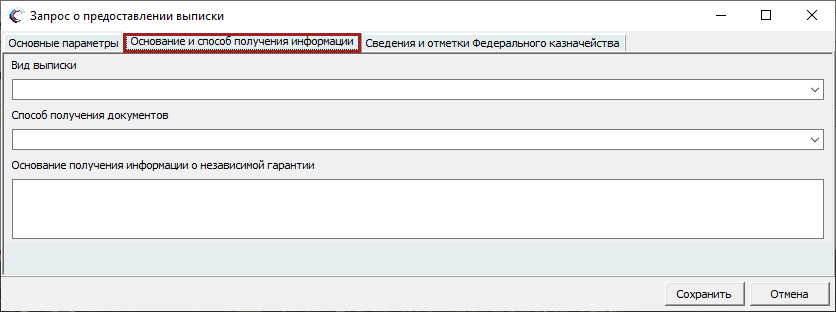 Запрос о предоставлении выписки
Основные параметры Основание и способ получения информации Сведения и отметки Федерального казначейства
Вид выписки
Способ получения документов
Основание получения информации о независимой гарантии
Сохранить Отмена